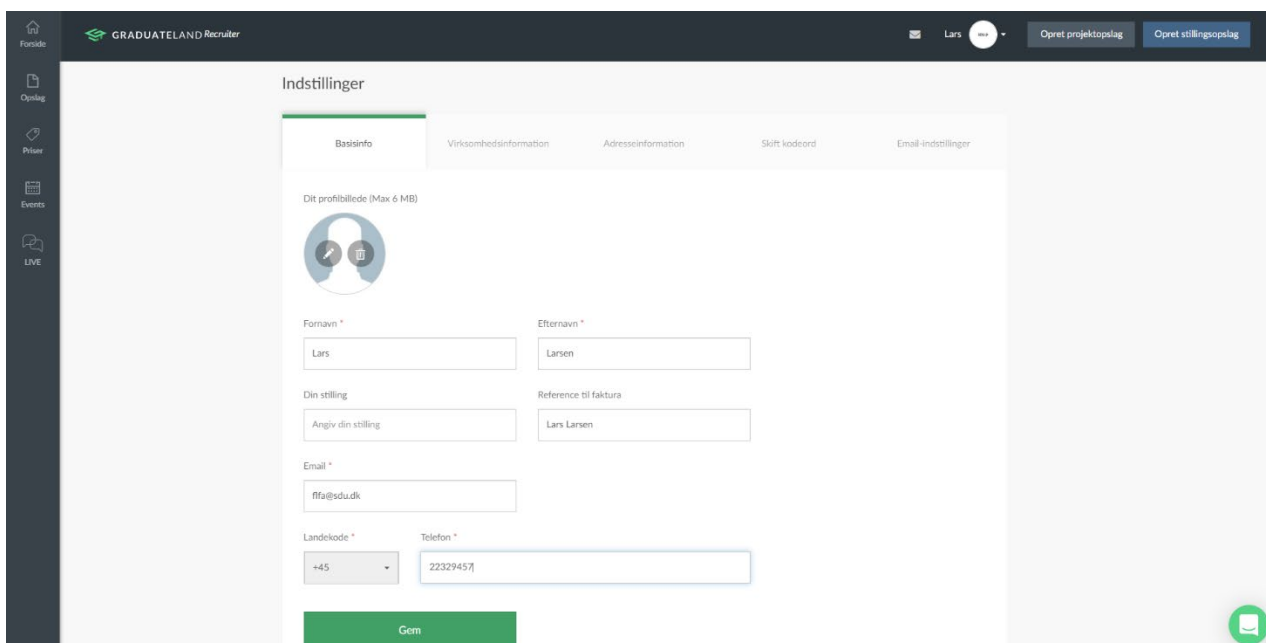 Forside
GRADUATELAND Recruiter
Lars
Opret projektopslag
Opret stillingsopslag
Opslag
Priser
Events
LIVE
Indstillinger
Basisinfo
Virksomhedsinformation
Adresseinformation
Skift kodeord
Email-indstillinger
Dit profilbillede (Max 6 MB)
Fornavn *
Efternavn *
Lars
Larsen
Din stilling
Reference til faktura
Angiv din stilling
Lars Larsen
Email *
flfa@sdu.dk
Landekode *
Telefon *
+45
22329457
Gem